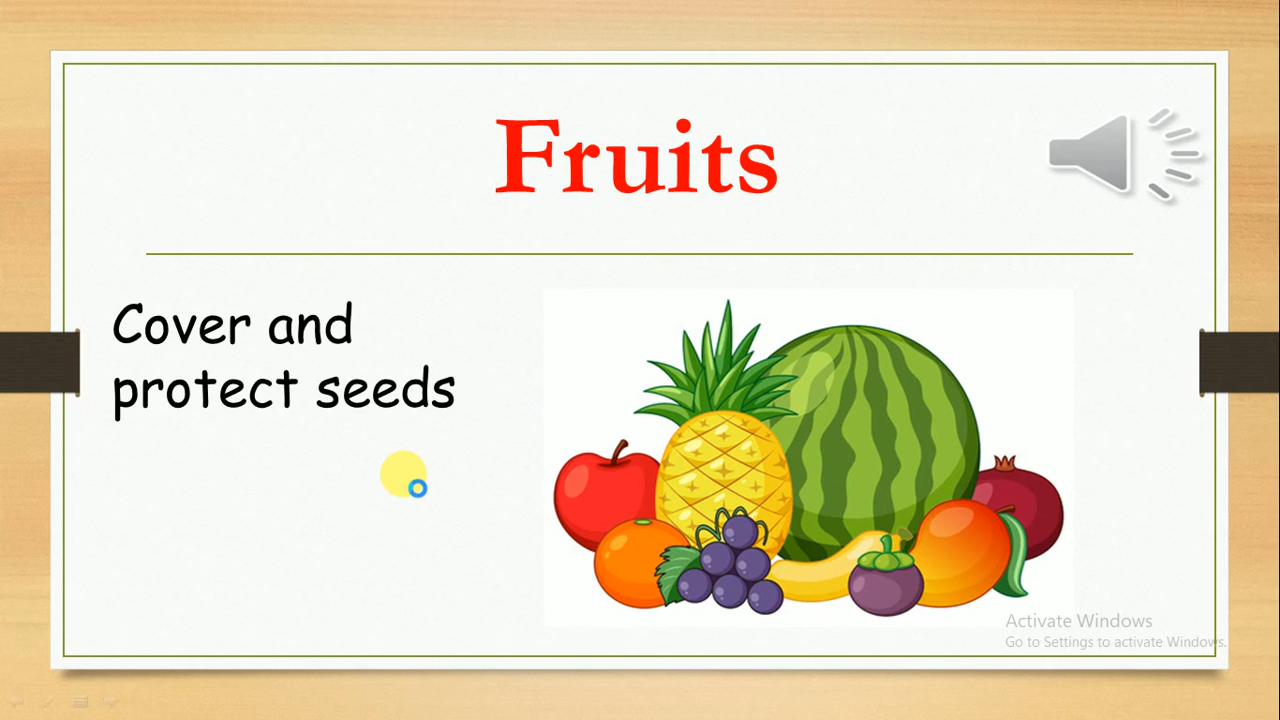 Fruits
Cover and
protect seeds
Activate Windows
Go to Settings to activate Windows.